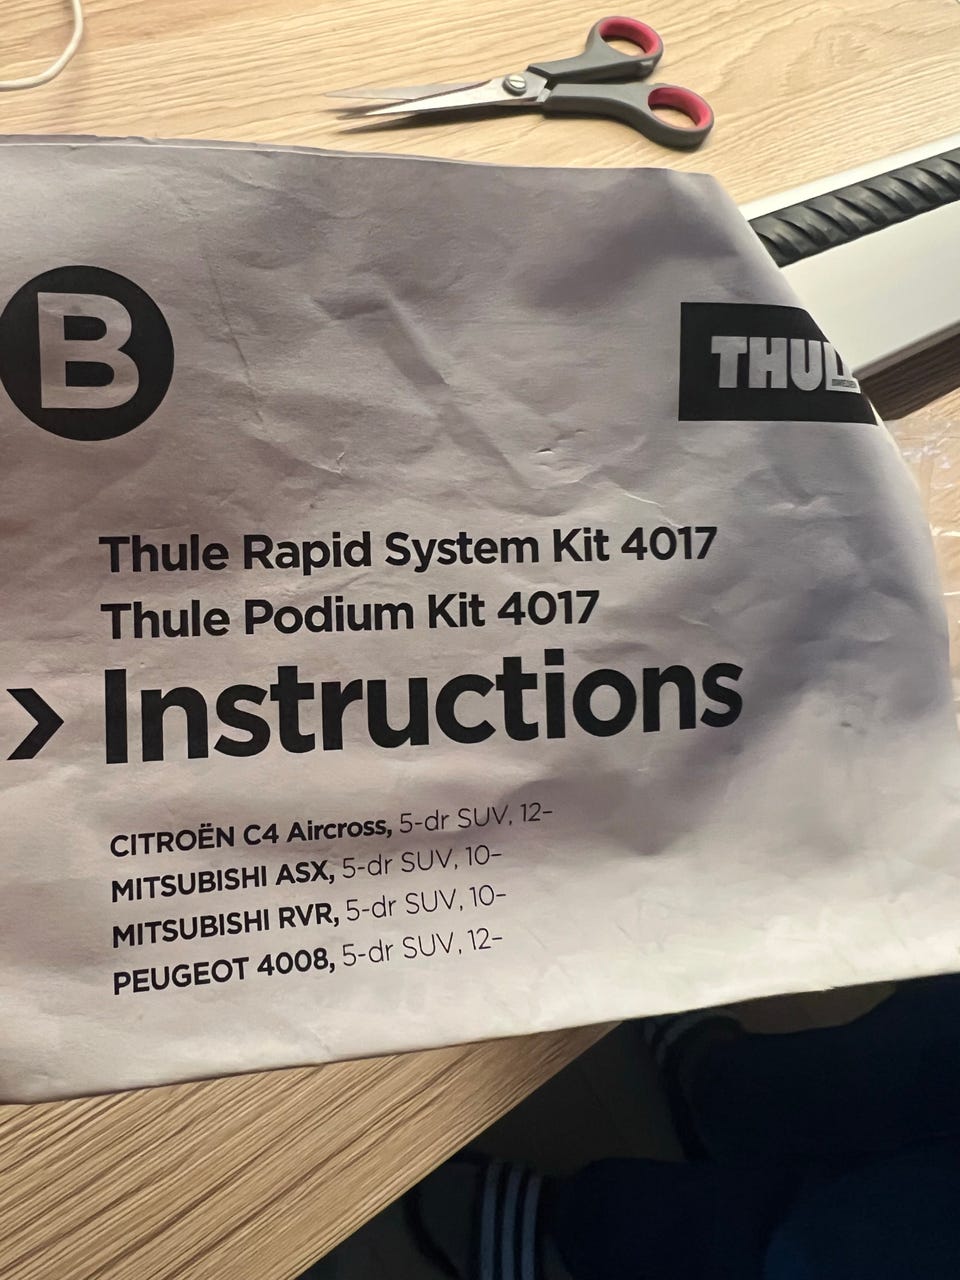 B
THUL
Thule Rapid System Kit 4017
Thule Podium Kit 4017
› Instructions
CITROËN C4 Aircross, 5-dr SUV, 12–
MITSUBISHI ASX, 5-dr SUV, 10–
MITSUBISHI RVR, 5-dr SUV, 10–
PEUGEOT 4008, 5-dr SUV, 12–